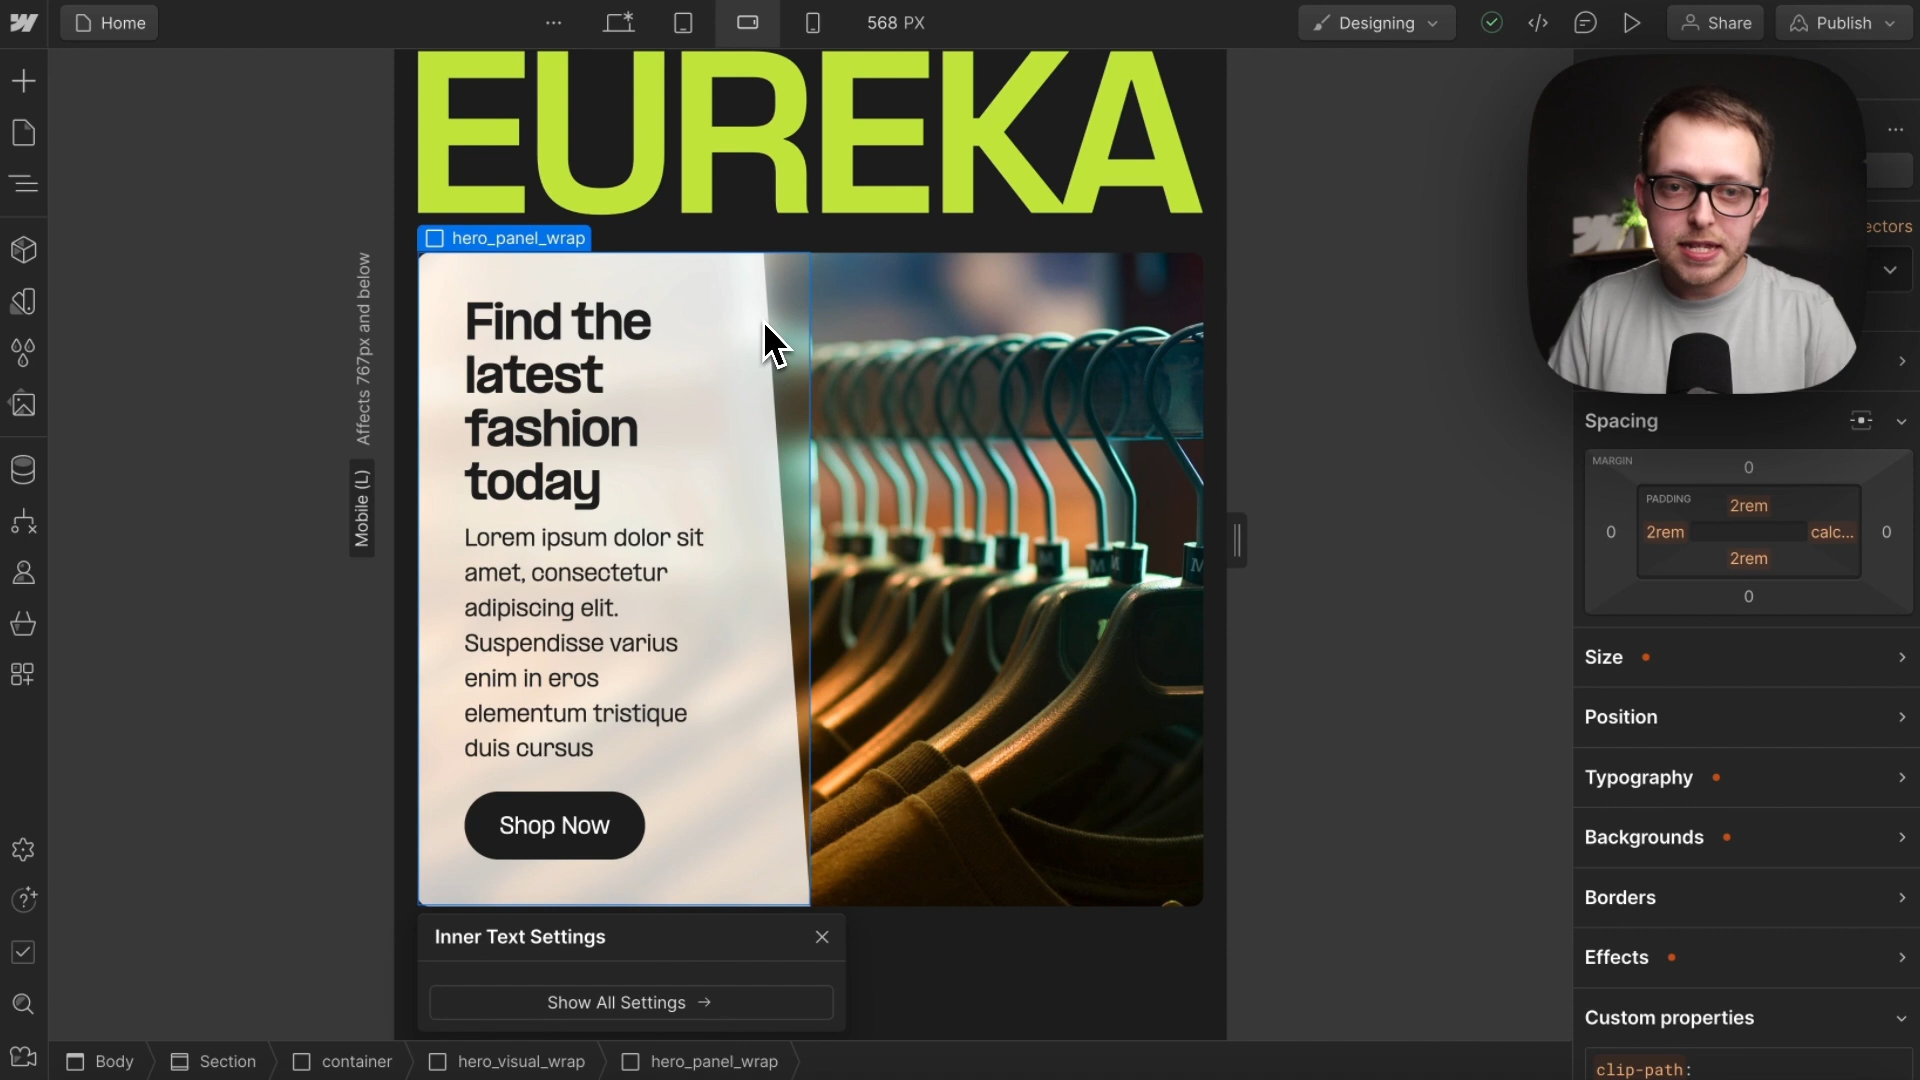 Home
568 PX
Designing
Share
Publish
EUREKA
hero_panel_wrap
Affects 767px and below
Mobile (L)
Find the
latest
fashion
today
Lorem ipsum dolor sit
amet, consectetur
adipiscing elit.
Suspendisse varius
enim in eros
elementum tristique
duis cursus
Shop Now
M
M
M
Inner Text Settings
Show All Settings →
Body
Section
container
hero_visual_wrap
hero_panel_wrap
ectors
Spacing
MARGIN
0
PADDING
2rem
0
2rem
calc...
0
2rem
0
Size
Position
Typography
Backgrounds
Borders
Effects
Custom properties
clip-path: